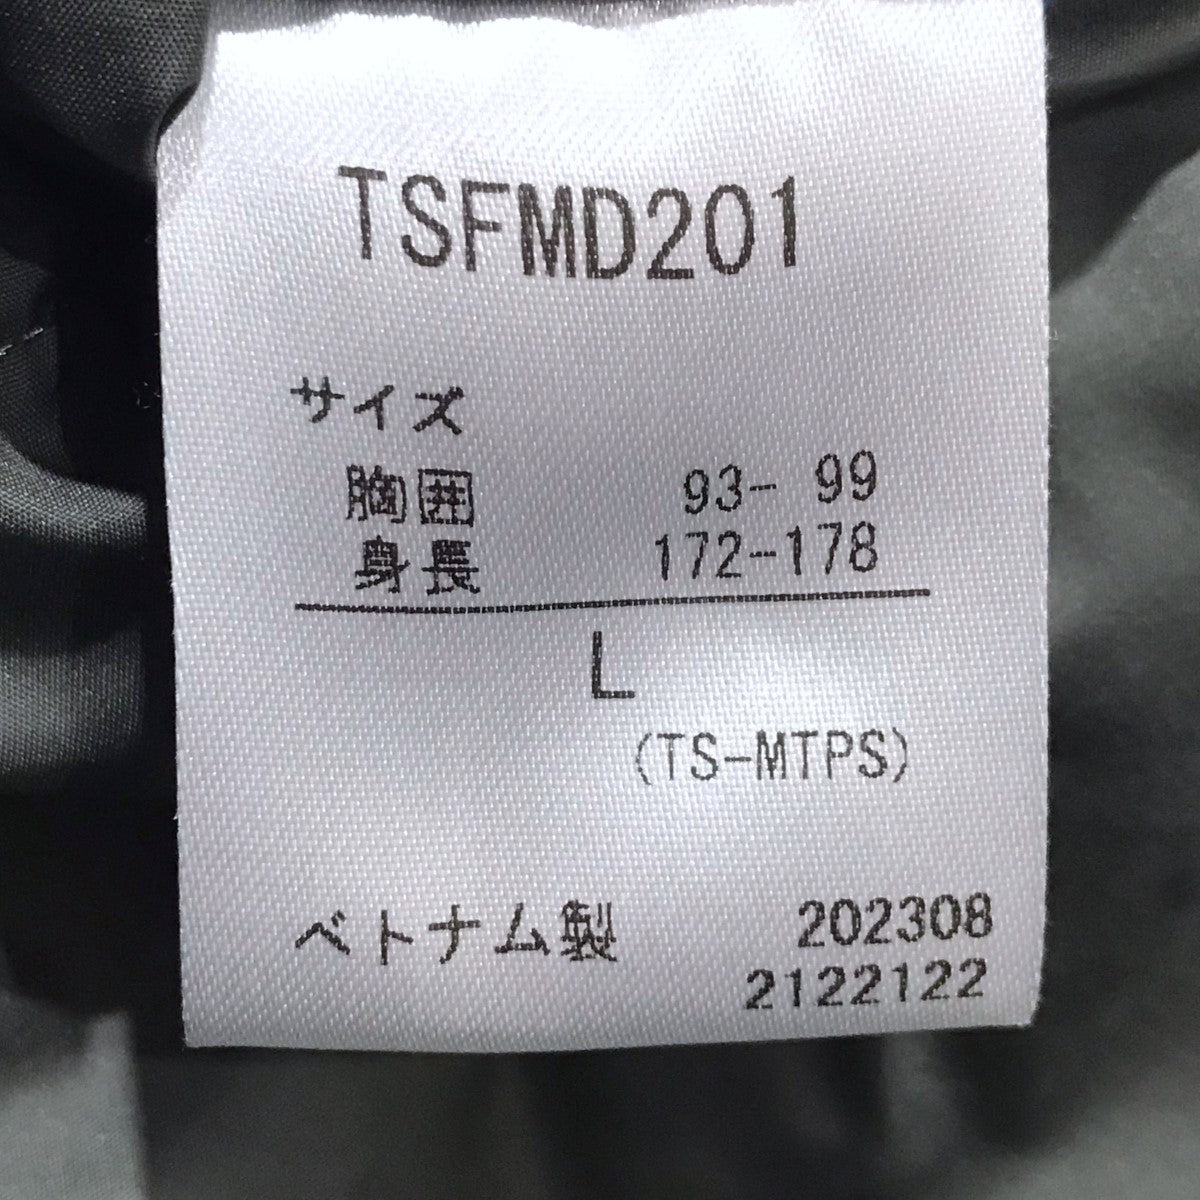 TSFMD201
サイズ
胸囲 93- 99
身長 172-178
L
(TS-MTPS)
ベトナム製 202308
2122122